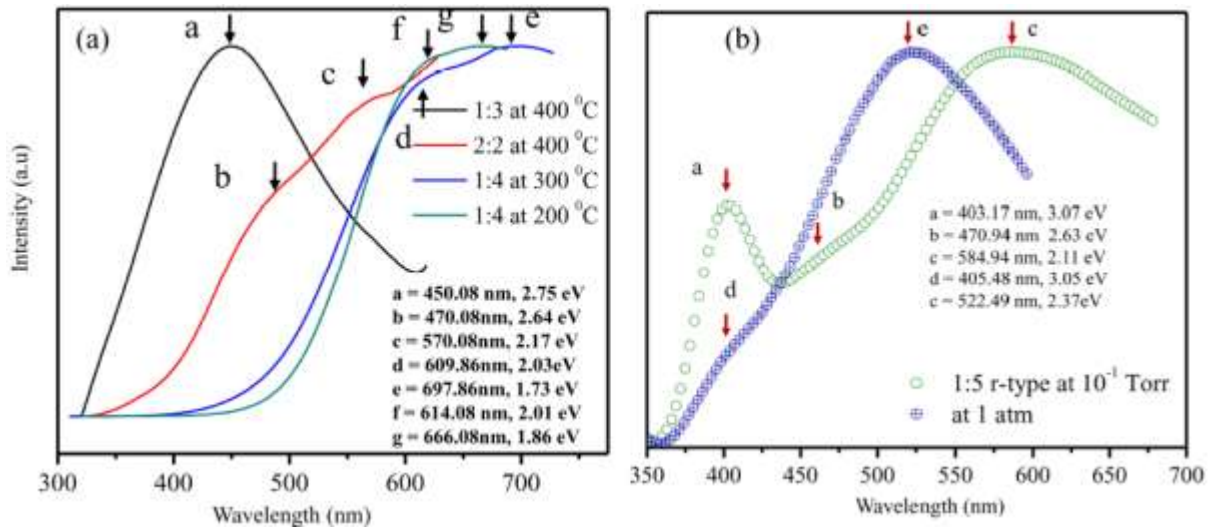 (a)
a
f
g
e
c
b
d
1:3 at 400 ⁰C
2:2 at 400 ⁰C
1:4 at 300 ⁰C
1:4 at 200 ⁰C
a = 450.08 nm, 2.75 eV
b = 470.08nm, 2.64 eV
c = 570.08nm, 2.17 eV
d = 609.86nm, 2.03eV
e = 697.86nm, 1.73 eV
f = 614.08 nm, 2.01 eV
g = 666.08nm, 1.86 eV
Intensity (a.u)
300 400 500 600 700
Wavelength (nm)
(b)
e
c
a
b
d
a = 403.17 nm, 3.07 eV
b = 470.94 nm 2.63 eV
c = 584.94 nm, 2.11 eV
d = 405.48 nm, 3.05 eV
c = 522.49 nm, 2.37eV
1:5 r-type at 10⁻¹ Torr
at 1 atm
350 400 450 500 550 600 650 700
Wavelength (nm)